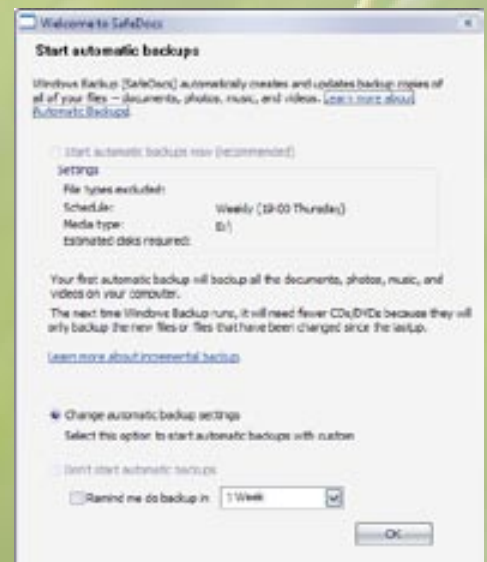 Welcome to SafeDocs
Start automatic backups
Windows Backup (SafeDocs) automatically creates and updates backup copies of
all of your files – documents, photos, music, and videos. Learn more about
Automatic Backups.
Start automatic backups now (recommended)
Settings
File types excluded:
Schedule: Weekly (19:00 Thursday)
Media type: D:\
Estimated disks required:
Your first automatic backup will backup all the documents, photos, music, and
videos on your computer.
The next time Windows Backup runs, it will need fewer CDs/DVDs because they will
only backup the new files or files that have been changed since the
Learn more about incremental backup.
Change automatic backup settings
Select this option to start automatic backups with custom
Don't start automatic backups
Remind me do backup in 1 Week
OK